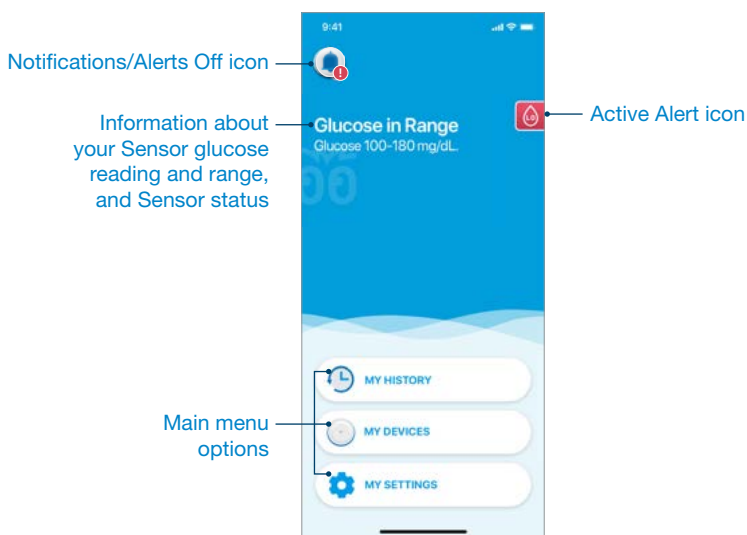 9:41
Notifications/Alerts Off icon
Information about
your Sensor glucose
reading and range,
and Sensor status
Glucose in Range
Glucose 100-180 mg/dL.
LO
Active Alert icon
Main menu
options
MY HISTORY
MY DEVICES
MY SETTINGS